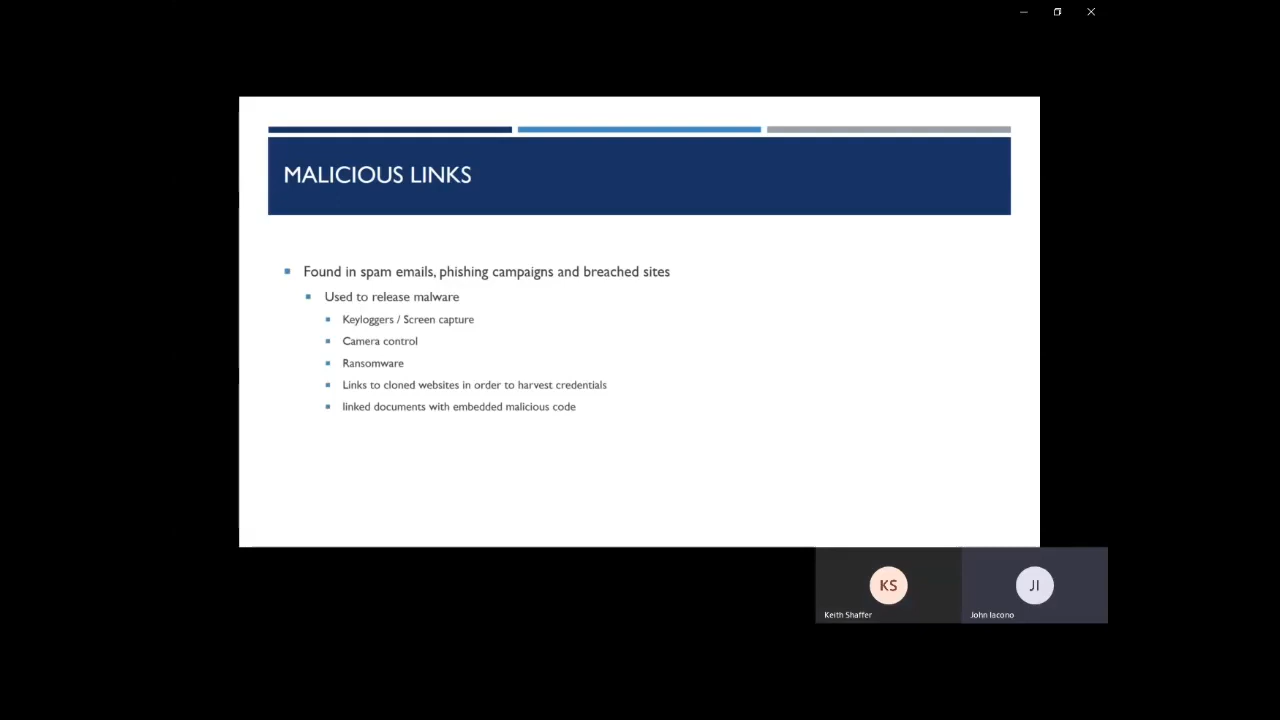 MALICIOUS LINKS
Found in spam emails, phishing campaigns and breached sites
Used to release malware
Keyloggers / Screen capture
Camera control
Ransomware
Links to cloned websites in order to harvest credentials
linked documents with embedded malicious code
KS
JI
Keith Shaffer
John Iacono